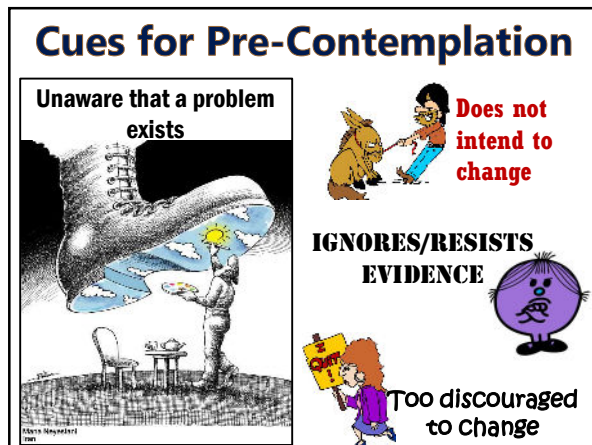 Cues for Pre-Contemplation
Unaware that a problem
exists
Mana Neyestani
Iran
Does not
intend to
change
IGNORES/RESISTS
EVIDENCE
I
QUIT
!
Too discouraged
to change